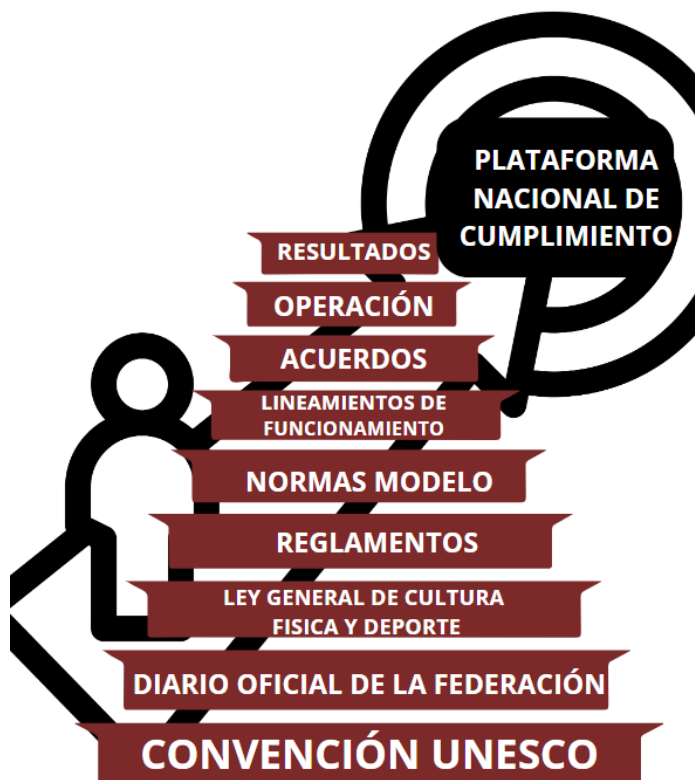 PLATAFORMA
NACIONAL DE
CUMPLIMIENTO
RESULTADOS
OPERACIÓN
ACUERDOS
LINEAMIENTOS DE
FUNCIONAMIENTO
NORMAS MODELO
REGLAMENTOS
LEY GENERAL DE CULTURA
FISICA Y DEPORTE
DIARIO OFICIAL DE LA FEDERACIÓN
CONVENCIÓN UNESCO